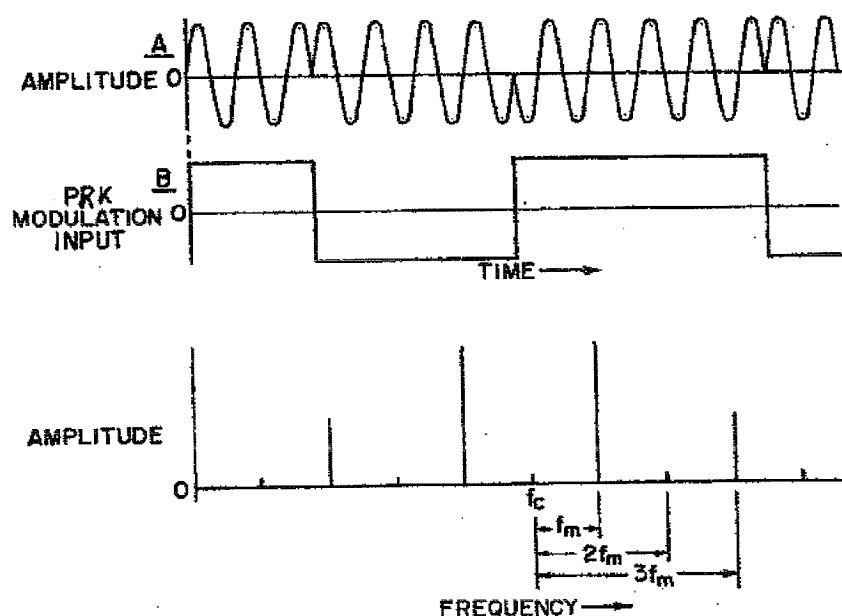 A
AMPLITUDE 0
B
PRK
MODULATION 0
INPUT
TIME
AMPLITUDE
0
fc
fm
2fm
3fm
FREQUENCY